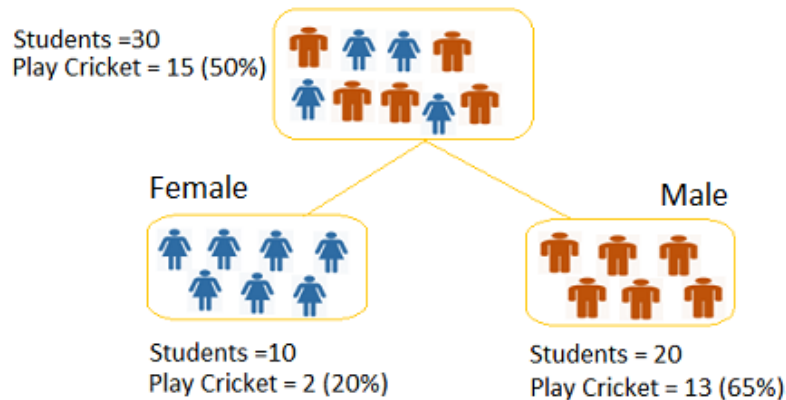 Students =30
Play Cricket = 15 (50%)
Female
Male
Students =10
Play Cricket = 2 (20%)
Students = 20
Play Cricket = 13 (65%)